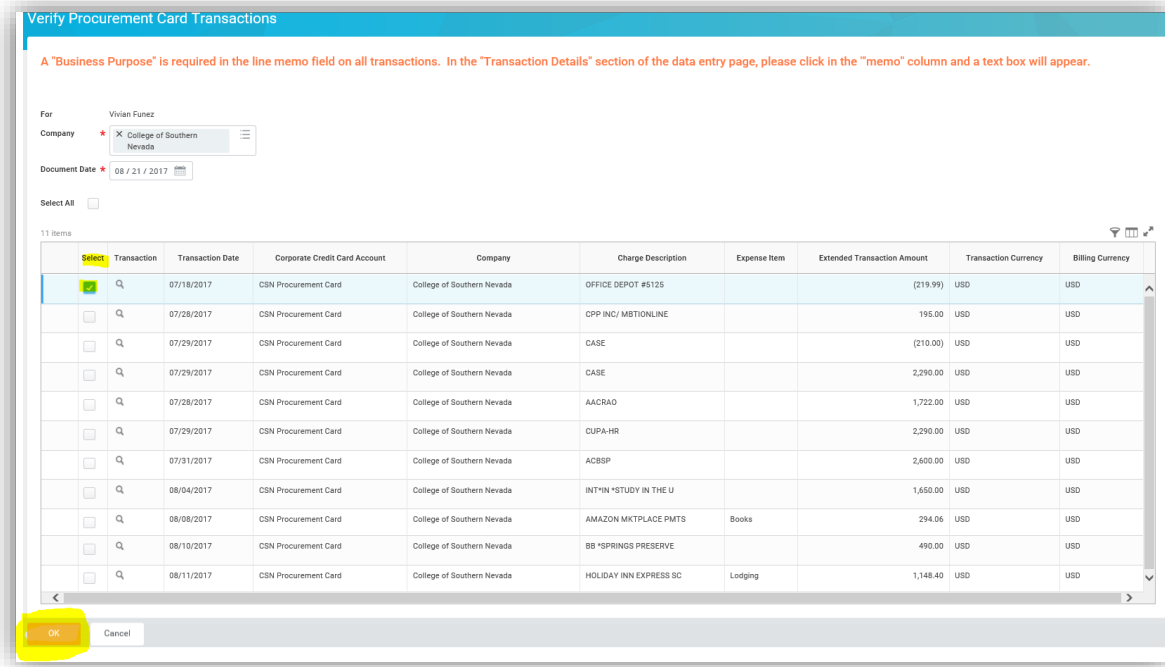 Verify Procurement Card Transactions
A "Business Purpose" is required in the line memo field on all transactions. In the "Transaction Details" section of the data entry page, please click in the '"memo" column and a text box will appear.
For Vivian Funez
Company * × College of Southern
Nevada
Document Date * 08 / 21 / 2017
Select All
11 items
Select Transaction Transaction Date Corporate Credit Card Account Company Charge Description Expense Item Extended Transaction Amount Transaction Currency Billing Currency
07/18/2017 CSN Procurement Card College of Southern Nevada OFFICE DEPOT #5125 (219.99) USD USD
07/28/2017 CSN Procurement Card College of Southern Nevada CPP INC/ MBTIONLINE 195.00 USD USD
07/29/2017 CSN Procurement Card College of Southern Nevada CASE (210.00) USD USD
07/29/2017 CSN Procurement Card College of Southern Nevada CASE 2,290.00 USD USD
07/28/2017 CSN Procurement Card College of Southern Nevada AACRAO 1,722.00 USD USD
07/29/2017 CSN Procurement Card College of Southern Nevada CUPA-HR 2,290.00 USD USD
07/31/2017 CSN Procurement Card College of Southern Nevada ACBSP 2,600.00 USD USD
08/04/2017 CSN Procurement Card College of Southern Nevada INT*IN *STUDY IN THE U 1,650.00 USD USD
08/08/2017 CSN Procurement Card College of Southern Nevada AMAZON MKTPLACE PMTS Books 294.06 USD USD
08/10/2017 CSN Procurement Card College of Southern Nevada BB *SPRINGS PRESERVE 490.00 USD USD
08/11/2017 CSN Procurement Card College of Southern Nevada HOLIDAY INN EXPRESS SC Lodging 1,148.40 USD USD
OK Cancel